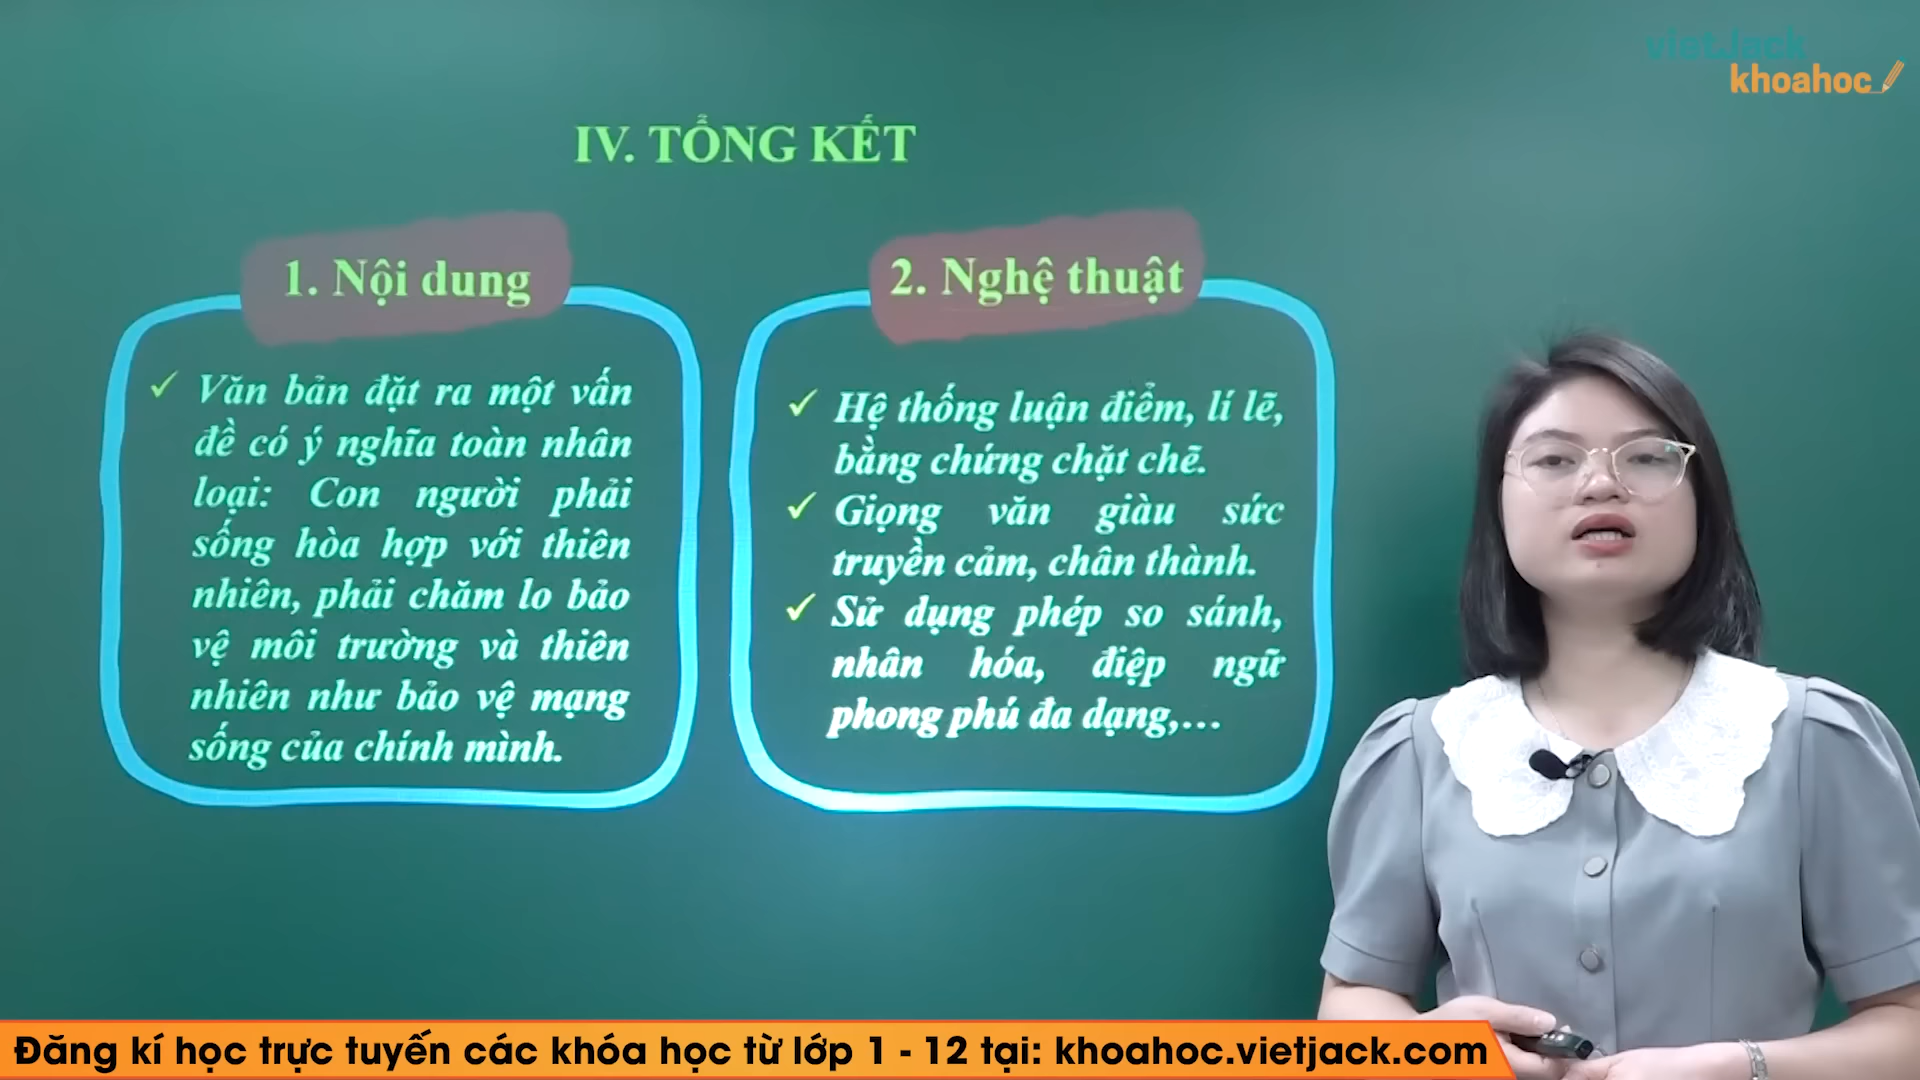 vietJack
khoahoc
IV. TỔNG KẾT
1. Nội dung
Văn bản đặt ra một vấn
đề có ý nghĩa toàn nhân
loại: Con người phải
sống hòa hợp với thiên
nhiên, phải chăm lo bảo
vệ môi trường và thiên
nhiên như bảo vệ mạng
sống của chính mình.
2. Nghệ thuật
Hệ thống luận điểm, lí lẽ,
bằng chứng chặt chẽ.
Giọng văn giàu sức
truyền cảm, chân thành.
Sử dụng phép so sánh,
nhân hóa, điệp ngữ
phong phú đa dạng,...
Đăng kí học trực tuyến các khóa học từ lớp 1 - 12 tại: khoahoc.vietjack.com